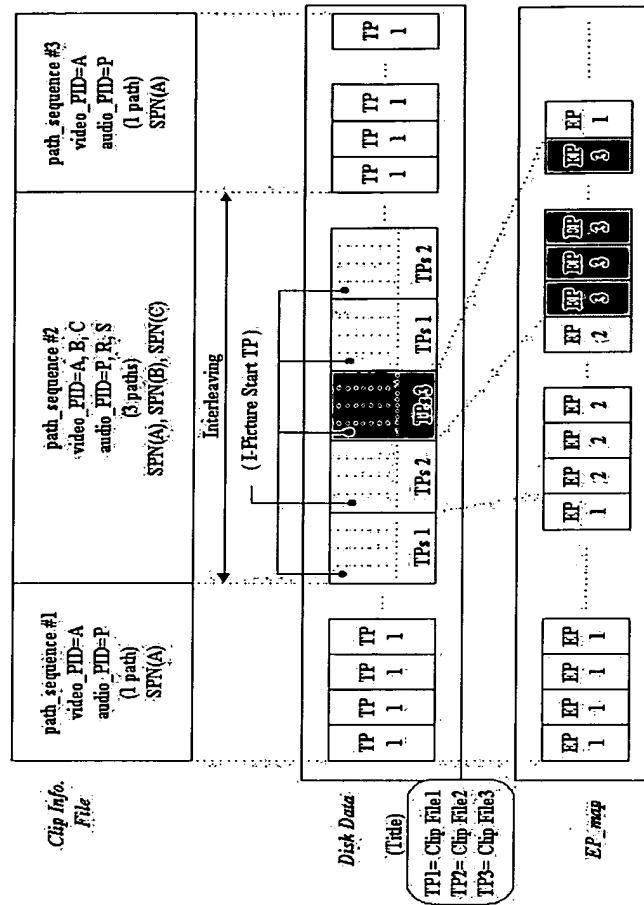 Clip Info.
File
path_sequence #1
video_PID=A
audio_PID=P
(1 path)
SPN(A)
path_sequence #2
video_PID=A, B, C
audio_PID=P, R, S
(3 paths)
SPN(A), SPN(B), SPN(C)
path_sequence #3
video_PID=A
audio_PID=P
(1 path)
SPN(A)
Interleaving
( I-Picture Start TP )
Disk Data
(Title)
TP
1
TP
1
TP
1
TP
1
TPs 1
TPs 2
TPs 3
TPs 1
TPs 2
TP
1
TP
1
TP
1
TP
1
TP1= Clip File1
TP2= Clip File2
TP3= Clip File3
EP_map
EP
1
EP
1
EP
1
EP
1
EP
1
EP
2
EP
2
EP
2
EP
2
EP
3
EP
3
EP
3
EP
3
EP
1